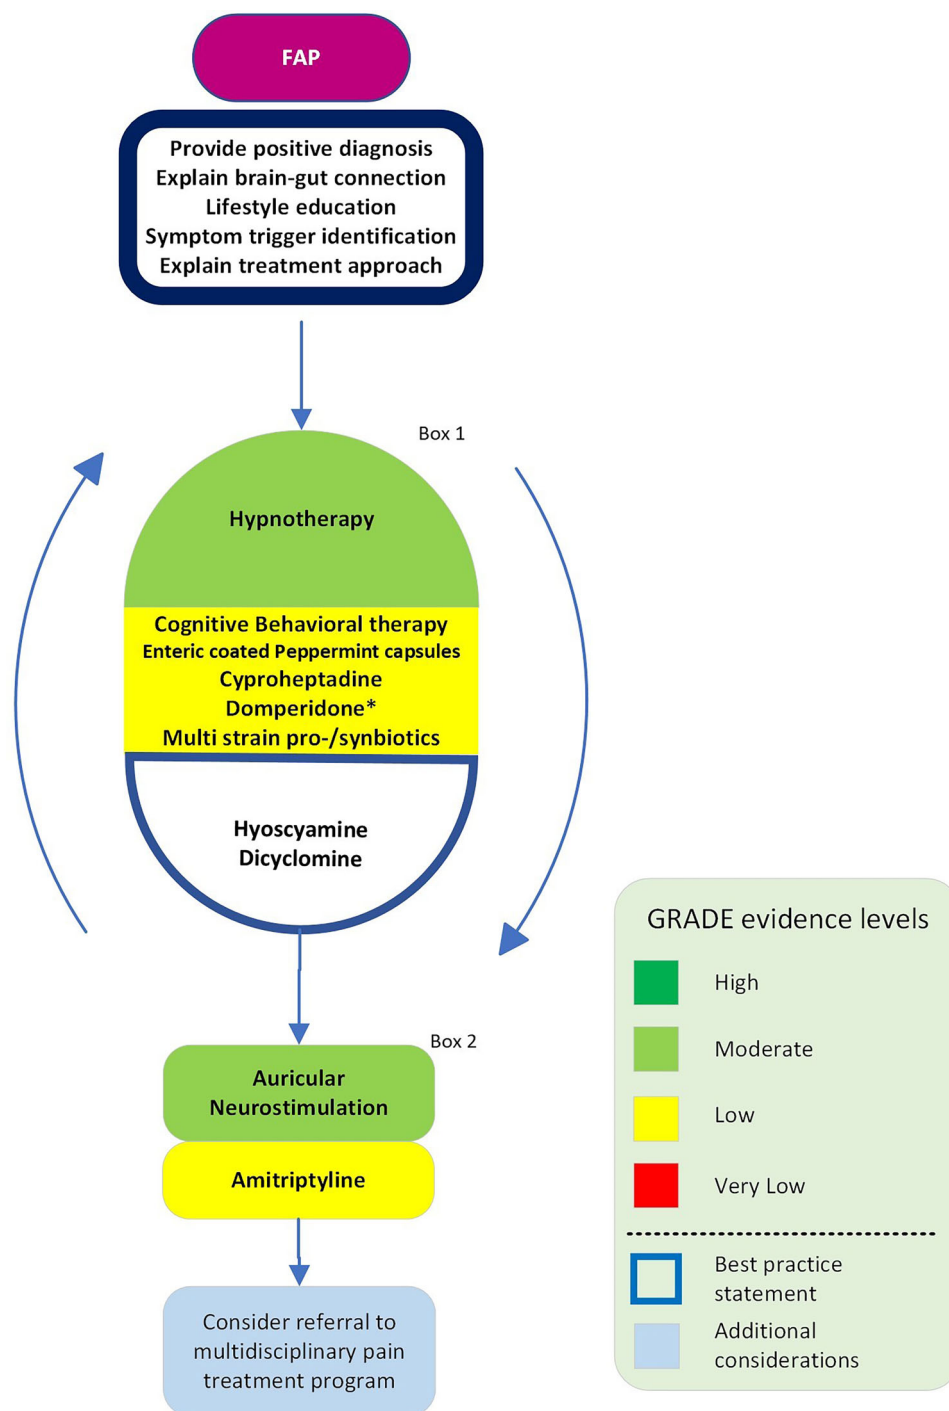 FAP
Provide positive diagnosis
Explain brain-gut connection
Lifestyle education
Symptom trigger identification
Explain treatment approach
Box 1
Hypnotherapy
Cognitive Behavioral therapy
Enteric coated Peppermint capsules
Cyproheptadine
Domperidone*
Multi strain pro-/synbiotics
Hyoscyamine
Dicyclomine
Box 2
Auricular
Neurostimulation
Amitriptyline
Consider referral to
multidisciplinary pain
treatment program
GRADE evidence levels
High
Moderate
Low
Very Low
Best practice
statement
Additional
considerations